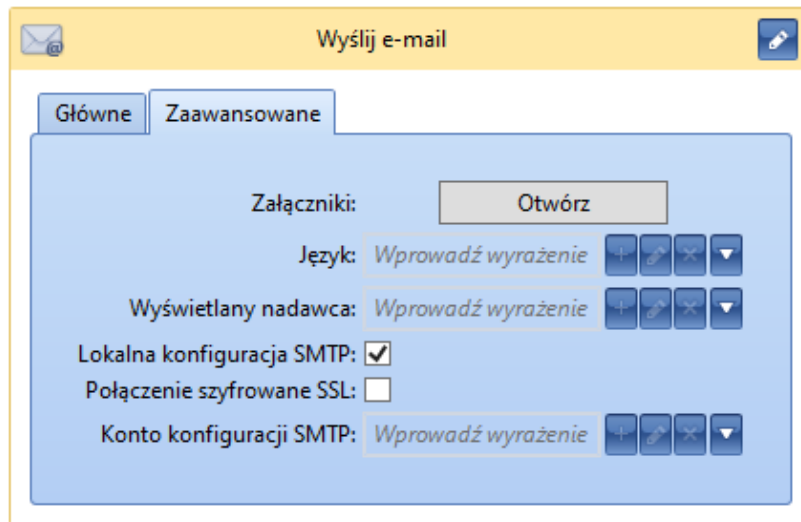 Wyślij e-mail
Główne Zaawansowane
Załączniki: Otwórz
Język: Wprowadź wyrażenie
Wyświetlany nadawca: Wprowadź wyrażenie
Lokalna konfiguracja SMTP:
Połączenie szyfrowane SSL:
Konto konfiguracji SMTP: Wprowadź wyrażenie